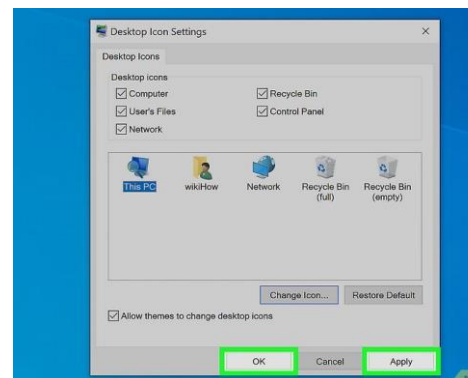 Desktop Icon Settings
Desktop Icons
Desktop icons
Computer
Recycle Bin
User's Files
Control Panel
Network
This PC
wikiHow
Network
Recycle Bin
(full)
Recycle Bin
(empty)
Change Icon...
Restore Default
Allow themes to change desktop icons
OK
Cancel
Apply